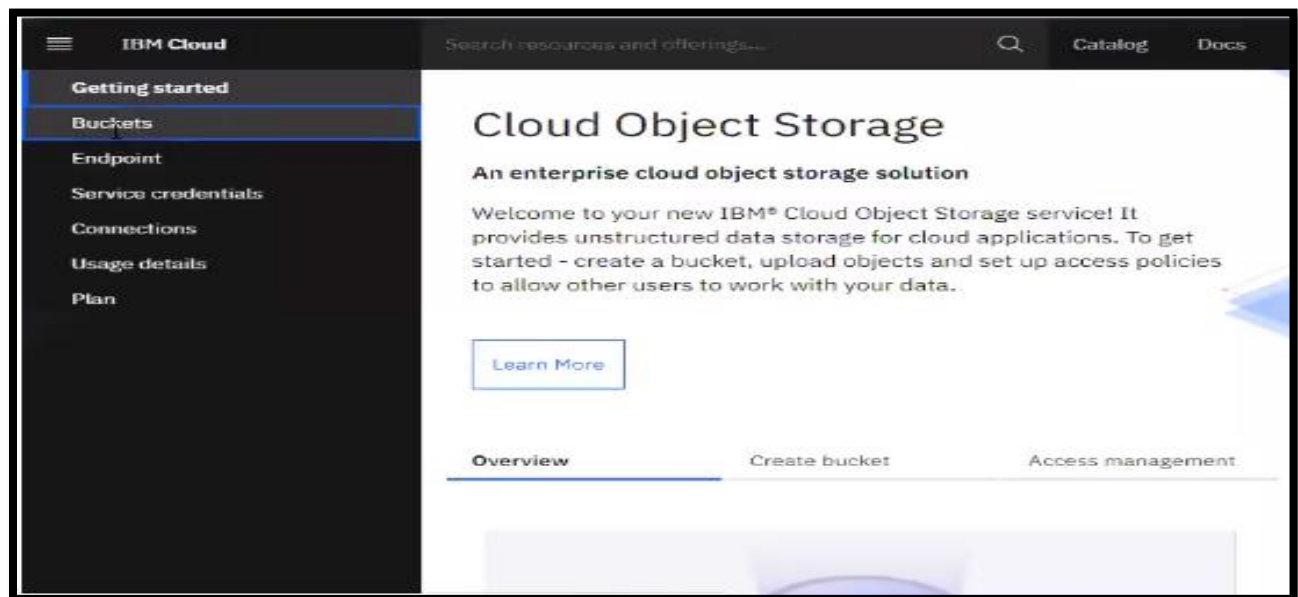 IBM Cloud
Search resources and offerings...
Catalog
Docs
Getting started
Buckets
Endpoint
Service credentials
Connections
Usage details
Plan
Cloud Object Storage
An enterprise cloud object storage solution
Welcome to your new IBM® Cloud Object Storage service! It
provides unstructured data storage for cloud applications. To get
started - create a bucket, upload objects and set up access policies
to allow other users to work with your data.
Learn More
Overview
Create bucket
Access management